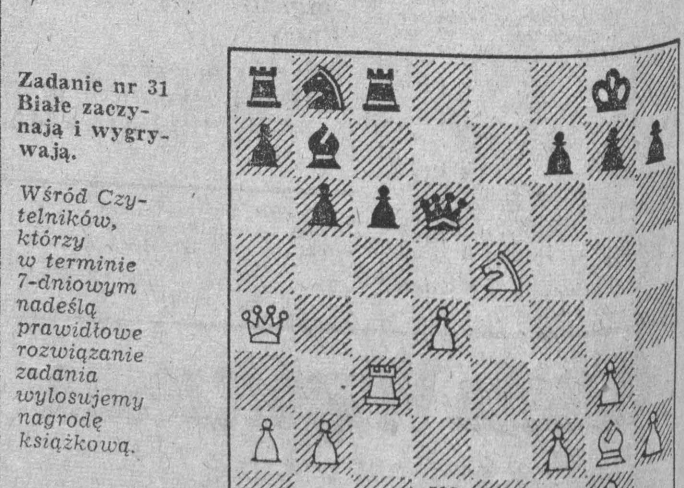 Zadanie nr 31
Białe zaczy-
nają i wygry-
wają.
Wśród Czy-
telników,
którzy
w terminie
7-dniowym
nadeślą
prawidłowe
rozwiązanie
zadania
wylosujemy
nagrodę
książkową.